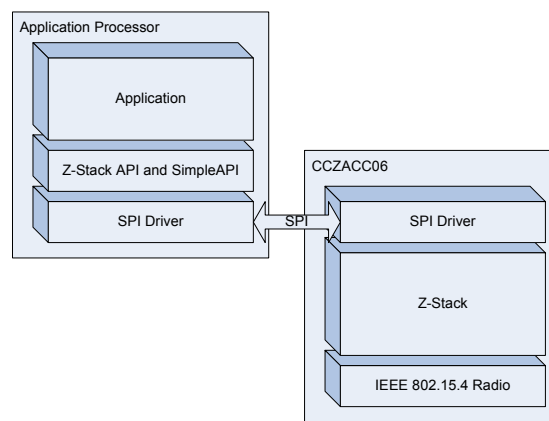 Application Processor
Application
Z-Stack API and SimpleAPI
SPI Driver
SPI
CCZACC06
SPI Driver
Z-Stack
IEEE 802.15.4 Radio